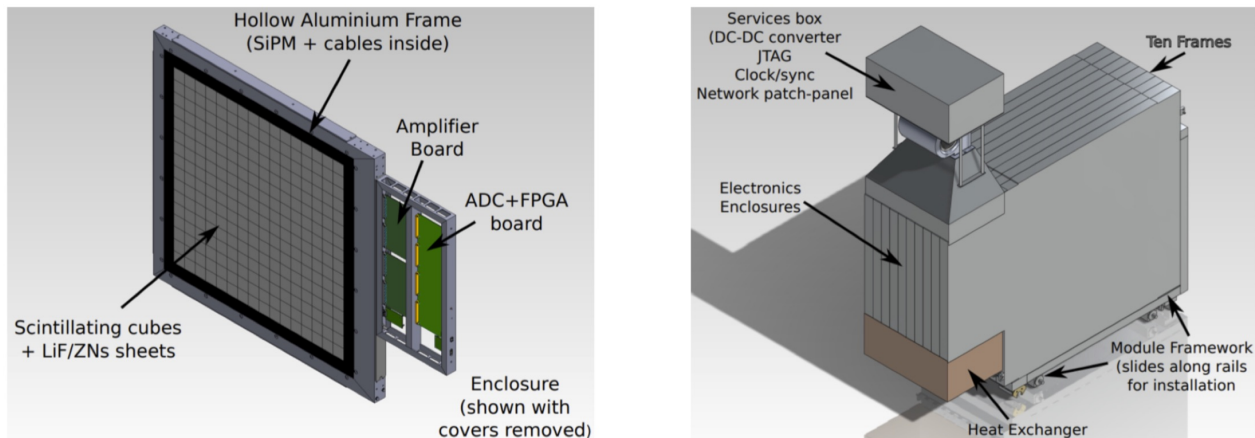 Hollow Aluminium Frame
(SiPM + cables inside)
Amplifier
Board
ADC+FPGA
board
Scintillating cubes
+ LiF/ZNs sheets
Enclosure
(shown with
covers removed)
Services box
(DC-DC converter
JTAG
Clock/sync
Network patch-panel
Ten Frames
Electronics
Enclosures
Module Framework
(slides along rails
for installation
Heat Exchanger